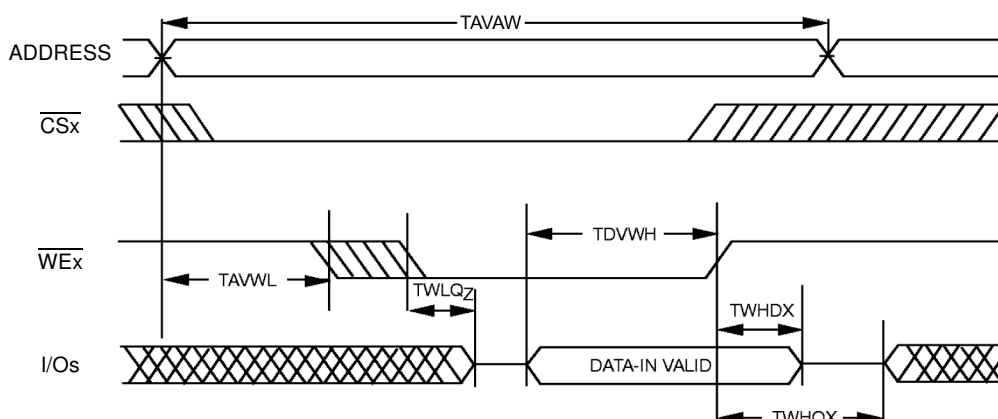 TAVAW
ADDRESS
CSx
WEx
TDVWH
TAVWL
TWLQZ
TWHDX
I/Os
DATA-IN VALID
TWHQX